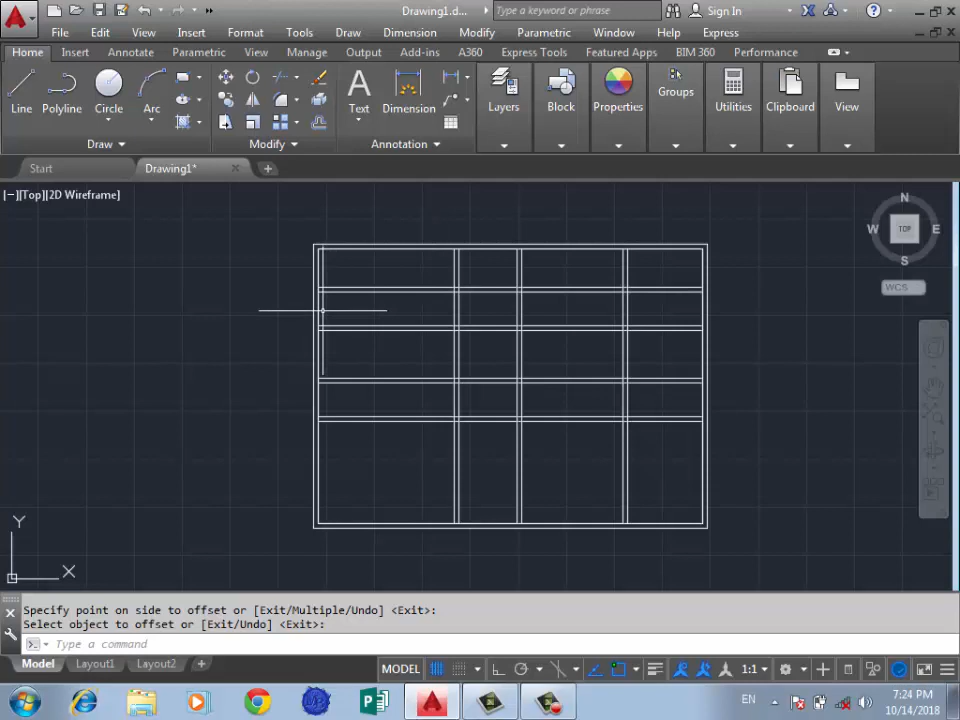 Drawing1.d...
Type a keyword or phrase
Sign In
File Edit View Insert Format Tools Draw Dimension Modify Parametric Window Help Express
Home Insert Annotate Parametric View Manage Output Add-ins A360 Express Tools Featured Apps BIM 360 Performance
Line Polyline Circle Arc Text Dimension Layers Block Properties Groups Utilities Clipboard View
Draw Modify Annotation
Start Drawing1*
[−][Top][2D Wireframe]
N
W TOP E
S
WCS
Y
X
Specify point on side to offset or [Exit/Multiple/Undo] <Exit>:
Select object to offset or [Exit/Undo] <Exit>:
Type a command
Model Layout1 Layout2
MODEL 1:1
EN
7:24 PM
10/14/2018